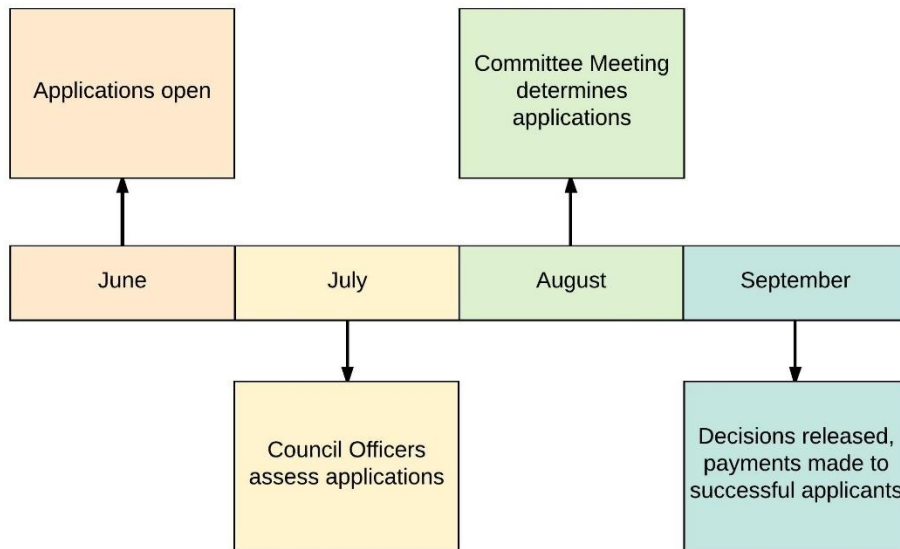 Applications open
Committee Meeting
determines
applications
June
July
August
September
Council Officers
assess applications
Decisions released,
payments made to
successful applicants